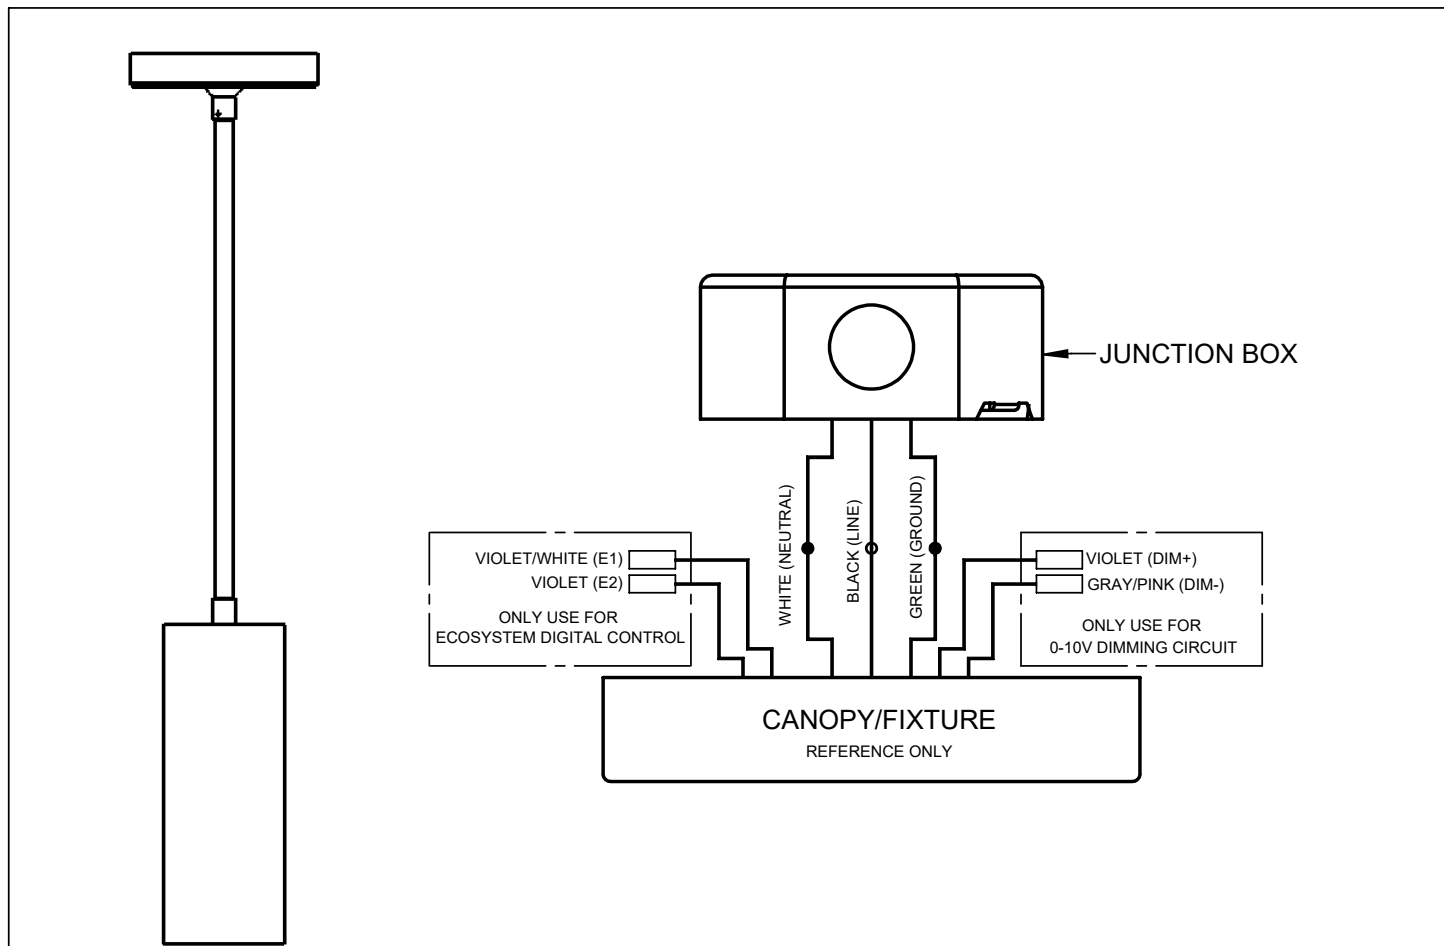 JUNCTION BOX
WHITE (NEUTRAL)
BLACK (LINE)
GREEN (GROUND)
VIOLET/WHITE (E1)
VIOLET (E2)
ONLY USE FOR
ECOSYSTEM DIGITAL CONTROL
VIOLET (DIM+)
GRAY/PINK (DIM-)
ONLY USE FOR
0-10V DIMMING CIRCUIT
CANOPY/FIXTURE
REFERENCE ONLY